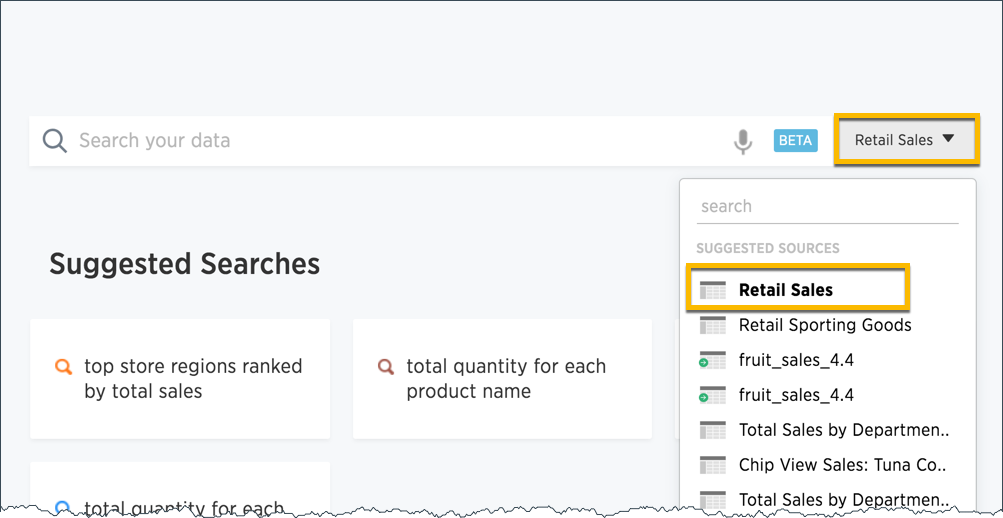 Search your data
BETA
Retail Sales
search
SUGGESTED SOURCES
Suggested Searches
Retail Sales
Retail Sporting Goods
fruit_sales_4.4
fruit_sales_4.4
Total Sales by Departmen..
Chip View Sales: Tuna Co..
Total Sales by Departmen..
top store regions ranked
by total sales
total quantity for each
product name
total quantity for each